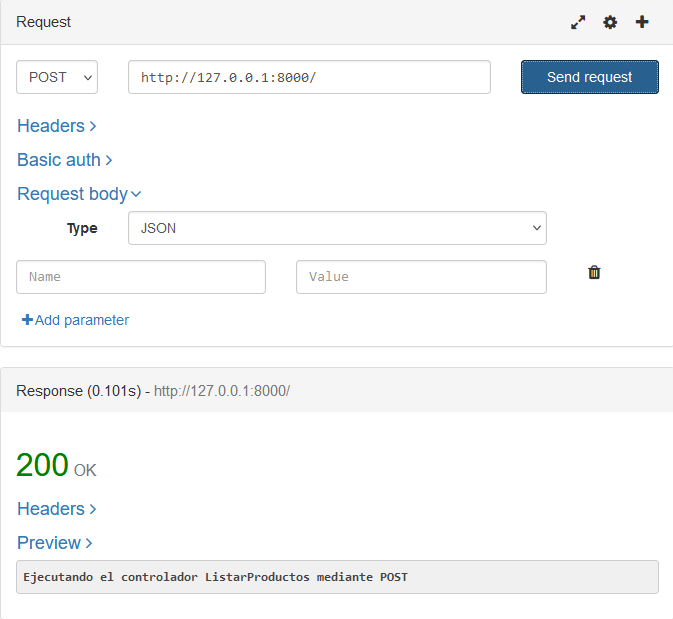 Request
POST http://127.0.0.1:8000/ Send request
Headers
Basic auth
Request body
Type JSON
Name Value
Add parameter
Response (0.101s) - http://127.0.0.1:8000/
200 OK
Headers
Preview
Ejecutando el controlador ListarProductos mediante POST